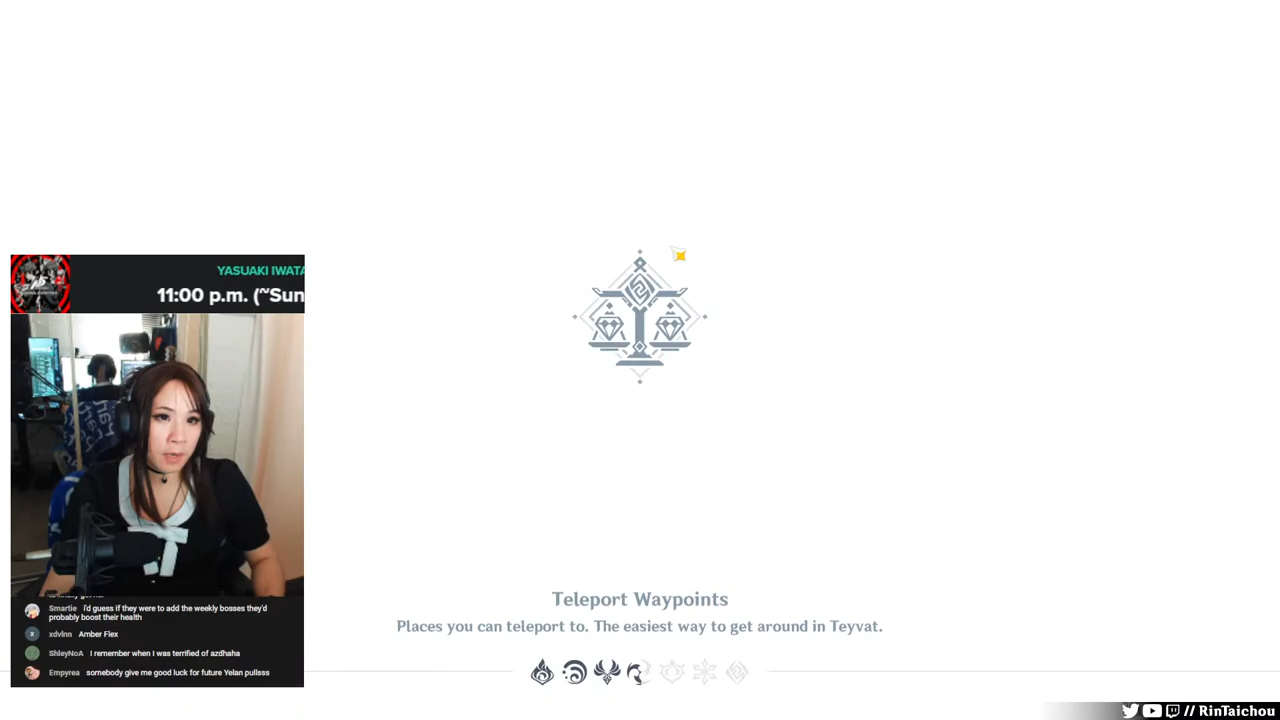 YASUAKI IWATA
11:00 p.m. (~Sun
Smartie I'd guess if they were to add the weekly bosses they'd
probably boost their health
xdvlnn Amber Flex
ShleyNoA I remember when I was terrified of azdhaha
Empyrea somebody give me good luck for future Yelan pullsss
Teleport Waypoints
Places you can teleport to. The easiest way to get around in Teyvat.
// RinTaichou